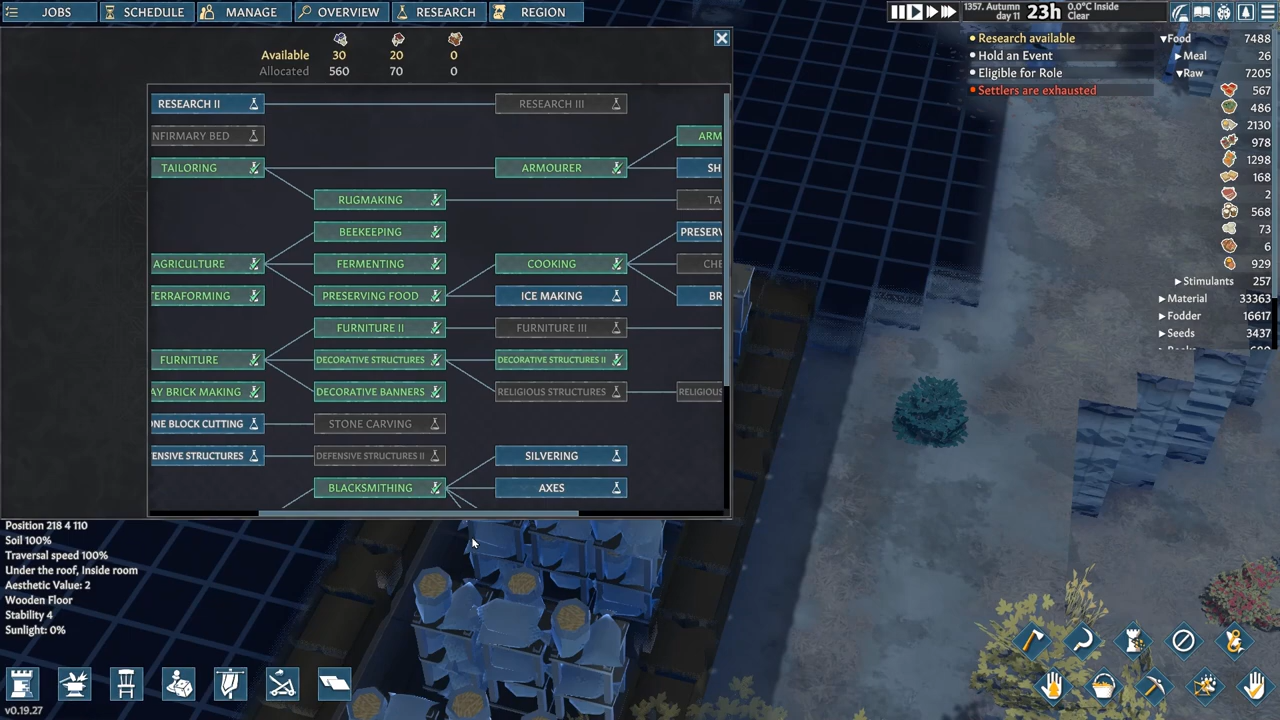 JOBS SCHEDULE MANAGE OVERVIEW RESEARCH REGION
1357. Autumn day 11 23h 0.0°C Inside Clear
Available 30 20 0
Allocated 560 70 0
RESEARCH II RESEARCH III
NFIRMARY BED ARM
TAILORING ARMOURER SH
RUGMAKING TA
BEEKEEPING PRESERV
AGRICULTURE FERMENTING COOKING CHE
TERRAFORMING PRESERVING FOOD ICE MAKING BR
FURNITURE II FURNITURE III
FURNITURE DECORATIVE STRUCTURES DECORATIVE STRUCTURES II
AY BRICK MAKING DECORATIVE BANNERS RELIGIOUS STRUCTURES RELIGIOUS
ONE BLOCK CUTTING STONE CARVING
ENSIVE STRUCTURES DEFENSIVE STRUCTURES II SILVERING
BLACKSMITHING AXES
Research available
Hold an Event
Eligible for Role
Settlers are exhausted
Food 7488
Meal 26
Raw 7205
567
486
2130
978
1298
168
2
568
73
6
929
Stimulants 257
Material 33363
Fodder 16617
Seeds 3437
Position 218 4 110
Soil 100%
Traversal speed 100%
Under the roof, Inside room
Aesthetic Value: 2
Wooden Floor
Stability 4
Sunlight: 0%
v0.19.27